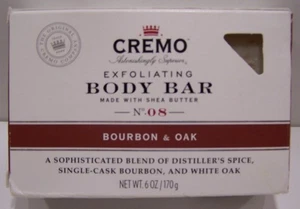 CREMO
Astonishingly Superior
EXFOLIATING
BODY BAR
MADE WITH SHEA BUTTER
Nº 08
BOURBON & OAK
A SOPHISTICATED BLEND OF DISTILLER'S SPICE,
SINGLE-CASK BOURBON, AND WHITE OAK
NET WT. 6 OZ/170g